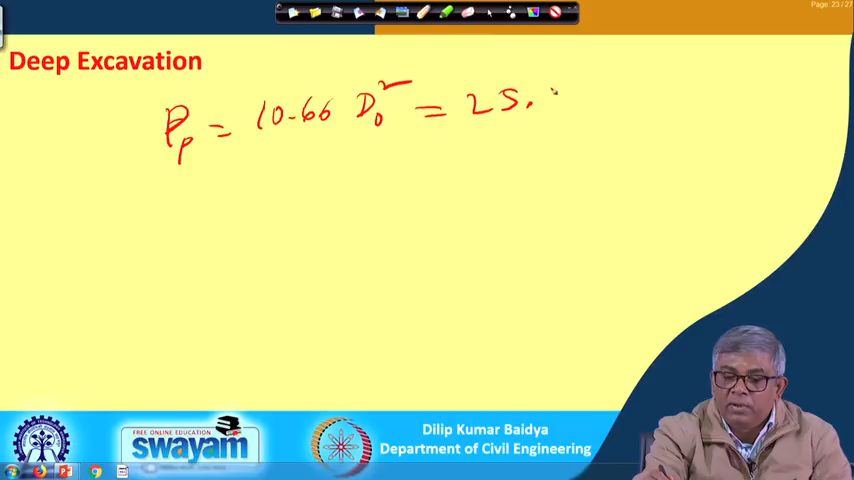 Page: 23 / 27
Deep Excavation
Pp = 10.66 D0² = 25.
FREE ONLINE EDUCATION
swayam
Dilip Kumar Baidya
Department of Civil Engineering